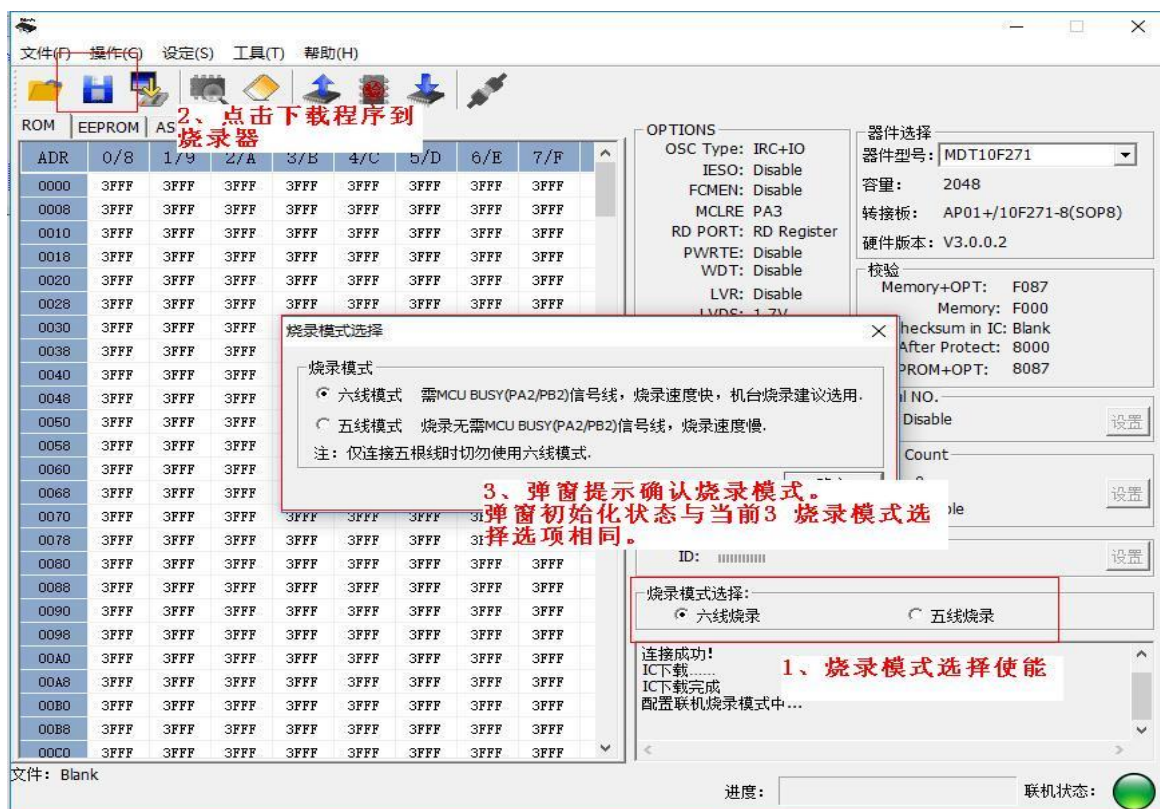 文件(F) 操作(C) 设定(S) 工具(T) 帮助(H)
2、点击下载程序到
烧录器
ROM EEPROM AS
ADR 0/8 1/9 2/A 3/B 4/C 5/D 6/E 7/F
0000 3FFF 3FFF 3FFF 3FFF 3FFF 3FFF 3FFF 3FFF
0008 3FFF 3FFF 3FFF 3FFF 3FFF 3FFF 3FFF 3FFF
0010 3FFF 3FFF 3FFF 3FFF 3FFF 3FFF 3FFF 3FFF
0018 3FFF 3FFF 3FFF 3FFF 3FFF 3FFF 3FFF 3FFF
0020 3FFF 3FFF 3FFF 3FFF 3FFF 3FFF 3FFF 3FFF
0028 3FFF 3FFF 3FFF 3FFF 3FFF 3FFF 3FFF 3FFF
0030 3FFF 3FFF 3FFF
0038 3FFF 3FFF 3FFF
0040 3FFF 3FFF 3FFF
0048 3FFF 3FFF 3FFF
0050 3FFF 3FFF 3FFF
0058 3FFF 3FFF 3FFF
0060 3FFF 3FFF 3FFF
0068 3FFF 3FFF 3FFF
0070 3FFF 3FFF 3FFF 3FFF 3FFF 3FFF
0078 3FFF 3FFF 3FFF 3FFF 3FFF 3FFF
0080 3FFF 3FFF 3FFF 3FFF 3FFF 3FFF 3FFF 3FFF
0088 3FFF 3FFF 3FFF 3FFF 3FFF 3FFF 3FFF 3FFF
0090 3FFF 3FFF 3FFF 3FFF 3FFF 3FFF 3FFF 3FFF
0098 3FFF 3FFF 3FFF 3FFF 3FFF 3FFF 3FFF 3FFF
00A0 3FFF 3FFF 3FFF 3FFF 3FFF 3FFF 3FFF 3FFF
00A8 3FFF 3FFF 3FFF 3FFF 3FFF 3FFF 3FFF 3FFF
00B0 3FFF 3FFF 3FFF 3FFF 3FFF 3FFF 3FFF 3FFF
00B8 3FFF 3FFF 3FFF 3FFF 3FFF 3FFF 3FFF 3FFF
00C0 3FFF 3FFF 3FFF 3FFF 3FFF 3FFF 3FFF 3FFF
OPTIONS
OSC Type: IRC+IO
IESO: Disable
FCMEN: Disable
MCLRE PA3
RD PORT: RD Register
PWRTE: Disable
WDT: Disable
LVR: Disable
LVDS: 1.7V
器件选择
器件型号: MDT10F271
容量: 2048
转接板: AP01+/10F271-8(SOP8)
硬件版本: V3.0.0.2
校验
Memory+OPT: F087
Memory: F000
hecksum in IC: Blank
After Protect: 8000
PROM+OPT: 8087
NO.
Disable
设置
Count
设置
烧录模式选择
烧录模式
六线模式 需MCU BUSY(PA2/PB2)信号线，烧录速度快，机台烧录建议选用.
五线模式 烧录无需MCU BUSY(PA2/PB2)信号线，烧录速度慢.
注：仅连接五根线时切勿使用六线模式.
3、弹窗提示确认烧录模式。
弹窗初始化状态与当前3 烧录模式选
择选项相同。
ID: 设置
烧录模式选择:
六线烧录 五线烧录
1、烧录模式选择使能
连接成功!
IC下载......
IC下载完成
配置联机烧录模式中...
文件: Blank
进度: 联机状态: